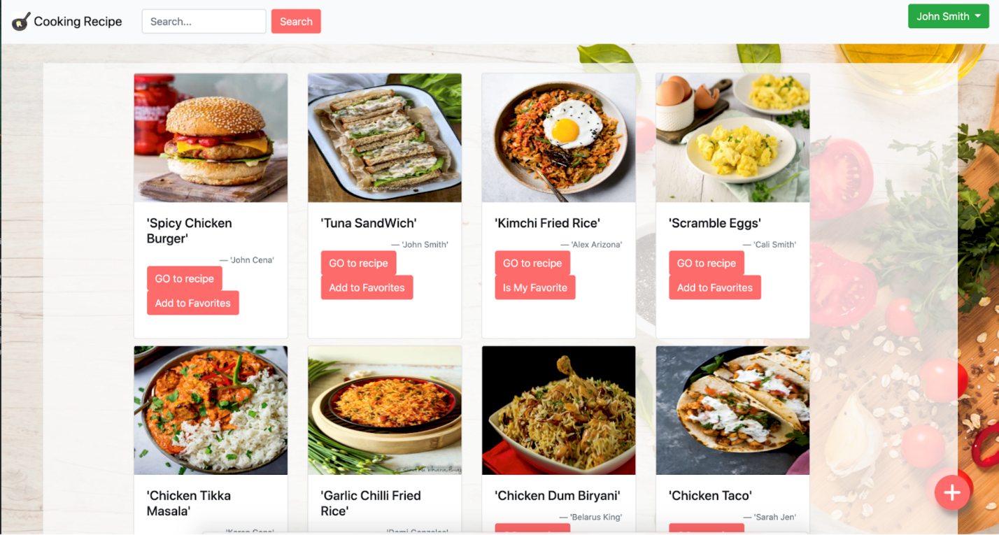 Cooking Recipe
Search...
Search
John Smith
'Spicy Chicken
Burger'
— 'John Cena'
GO to recipe
Add to Favorites
'Tuna SandWich'
— 'John Smith'
GO to recipe
Add to Favorites
'Kimchi Fried Rice'
— 'Alex Arizona'
GO to recipe
Is My Favorite
'Scramble Eggs'
— 'Cali Smith'
GO to recipe
Add to Favorites
'Chicken Tikka
Masala'
'Garlic Chilli Fried
Rice'
'Chicken Dum Biryani'
— 'Belarus King'
'Chicken Taco'
— 'Sarah Jen'